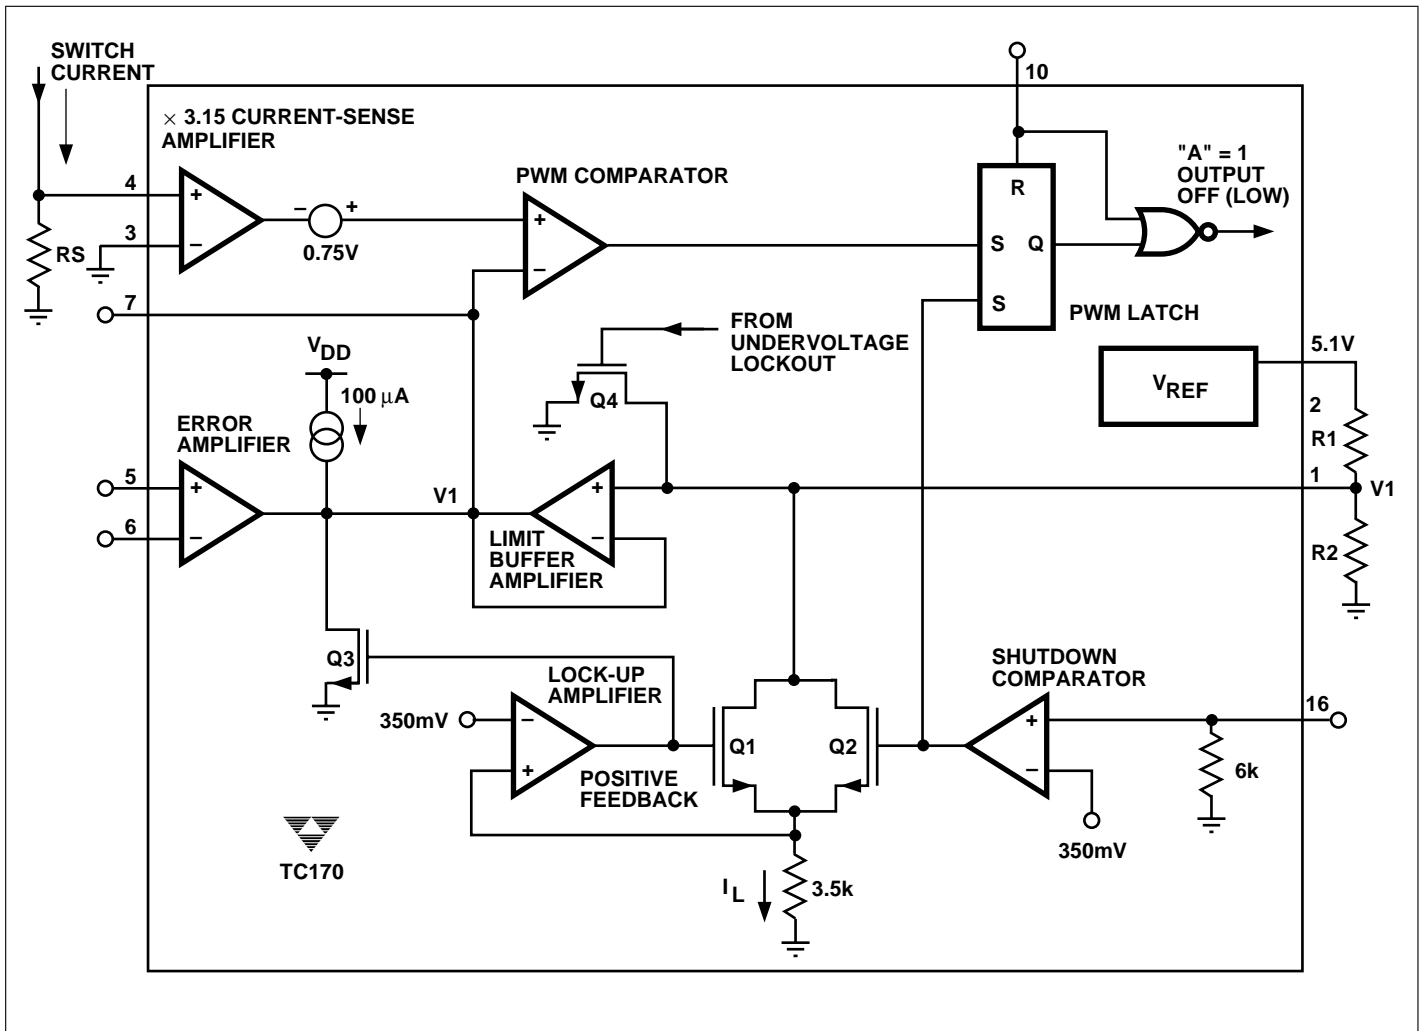 SWITCH
CURRENT
10
× 3.15 CURRENT-SENSE
AMPLIFIER
4
+
–
3
RS
– +
0.75V
PWM COMPARATOR
+
–
R
S Q
S
PWM LATCH
"A" = 1
OUTPUT
OFF (LOW)
7
FROM
UNDERVOLTAGE
LOCKOUT
Q4
VREF
5.1V
2
R1
1
V1
R2
VDD
100 µA
ERROR
AMPLIFIER
5
+
6
–
V1
+
–
LIMIT
BUFFER
AMPLIFIER
Q3
LOCK-UP
AMPLIFIER
350mV
–
+
POSITIVE
FEEDBACK
Q1
Q2
SHUTDOWN
COMPARATOR
+
–
16
6k
350mV
TC170
IL
3.5k